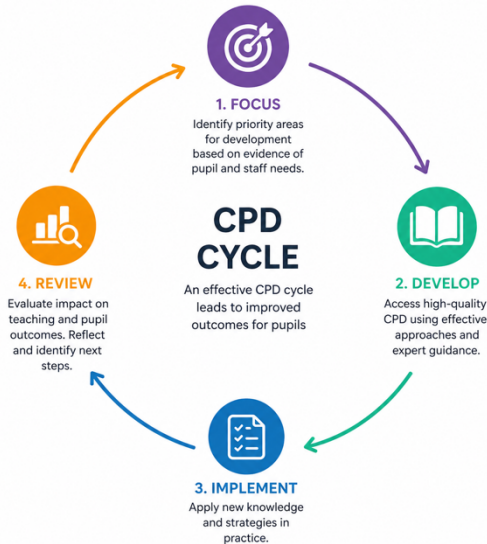 1. FOCUS
Identify priority areas
for development
based on evidence of
pupil and staff needs.
CPD
CYCLE
An effective CPD cycle
leads to improved
outcomes for pupils
2. DEVELOP
Access high-quality
CPD using effective
approaches and
expert guidance.
3. IMPLEMENT
Apply new knowledge
and strategies in
practice.
4. REVIEW
Evaluate impact on
teaching and pupil
outcomes. Reflect
and identify next
steps.